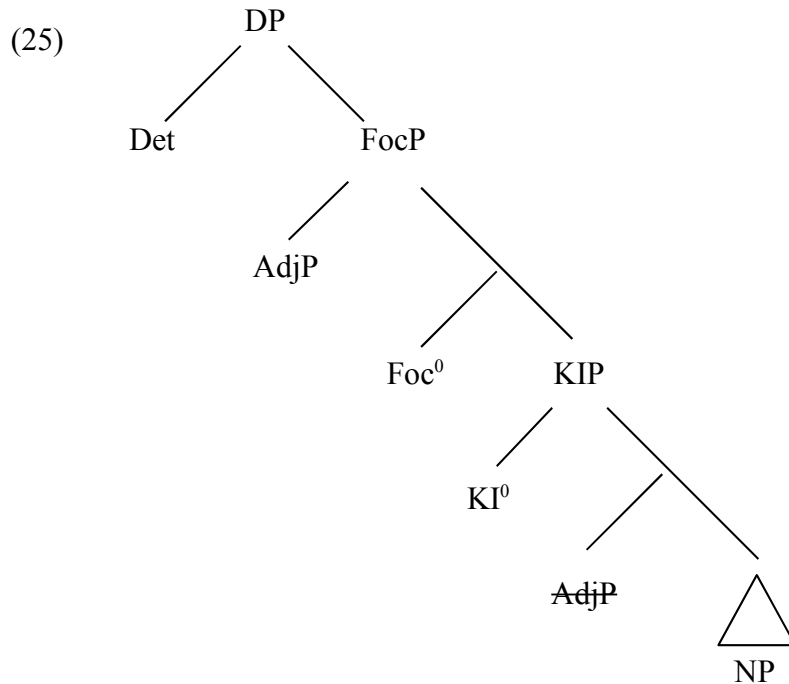 (25)
DP
Det FocP
AdjP
Foc⁰ KIP
KI⁰
AdjP
NP